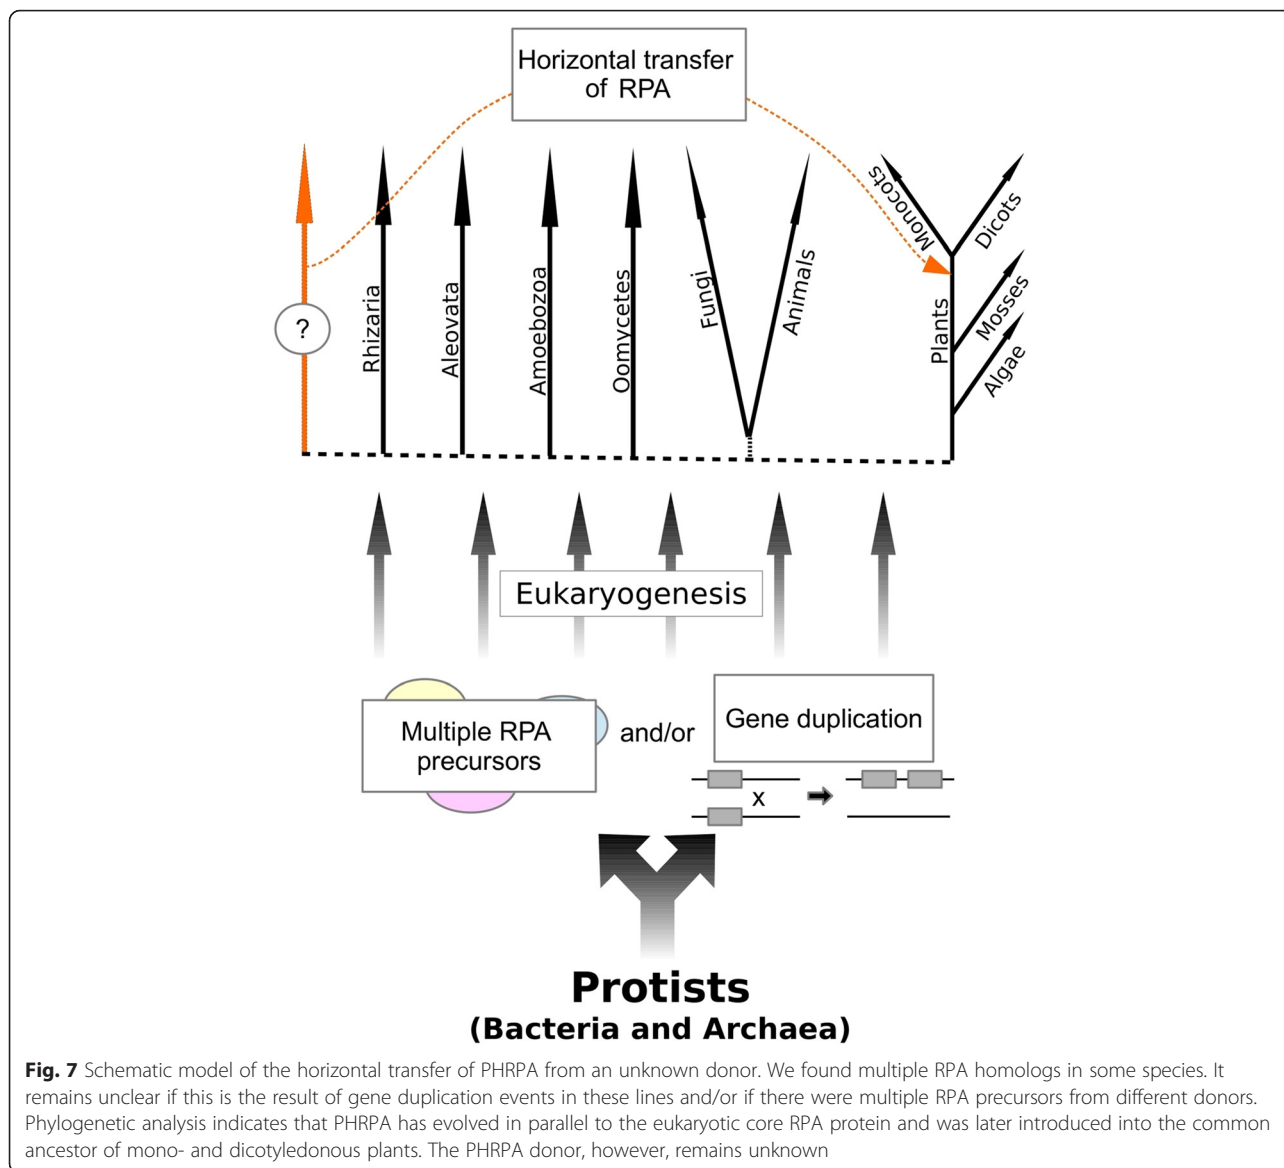 Horizontal transfer
of RPA
?
Rhizaria
Aleovata
Amoebozoa
Oomycetes
Fungi
Animals
Plants
Monocots
Dicots
Mosses
Algae
Eukaryogenesis
Multiple RPA
precursors
and/or
Gene duplication
x
Protists
(Bacteria and Archaea)
Fig. 7 Schematic model of the horizontal transfer of PHRPA from an unknown donor. We found multiple RPA homologs in some species. It
remains unclear if this is the result of gene duplication events in these lines and/or if there were multiple RPA precursors from different donors.
Phylogenetic analysis indicates that PHRPA has evolved in parallel to the eukaryotic core RPA protein and was later introduced into the common
ancestor of mono- and dicotyledonous plants. The PHRPA donor, however, remains unknown